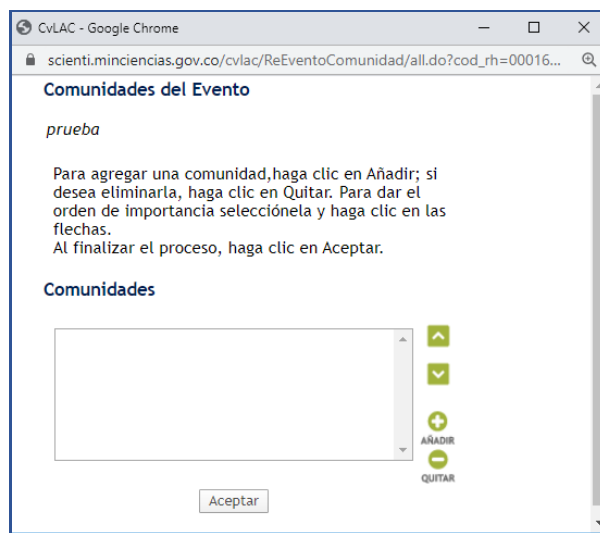 CvLAC - Google Chrome
scienti.minciencias.gov.co/cvlac/ReEventoComunidad/all.do?cod_rh=00016...
Comunidades del Evento
prueba
Para agregar una comunidad,haga clic en Añadir; si
desea eliminarla, haga clic en Quitar. Para dar el
orden de importancia selecciónela y haga clic en las
flechas.
Al finalizar el proceso, haga clic en Aceptar.
Comunidades
AÑADIR
QUITAR
Aceptar